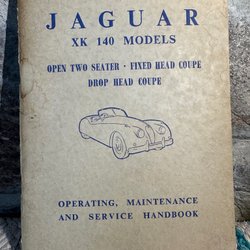 JAGUAR
XK 140 MODELS
OPEN TWO SEATER · FIXED HEAD COUPE
DROP HEAD COUPE
OPERATING, MAINTENANCE
AND SERVICE HANDBOOK